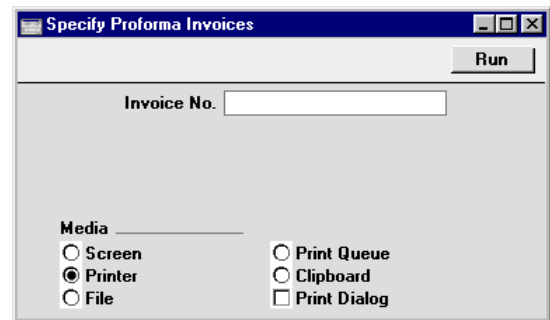 Specify Proforma Invoices
Run
Invoice No.
Media
Screen
Print Queue
Printer
Clipboard
File
Print Dialog